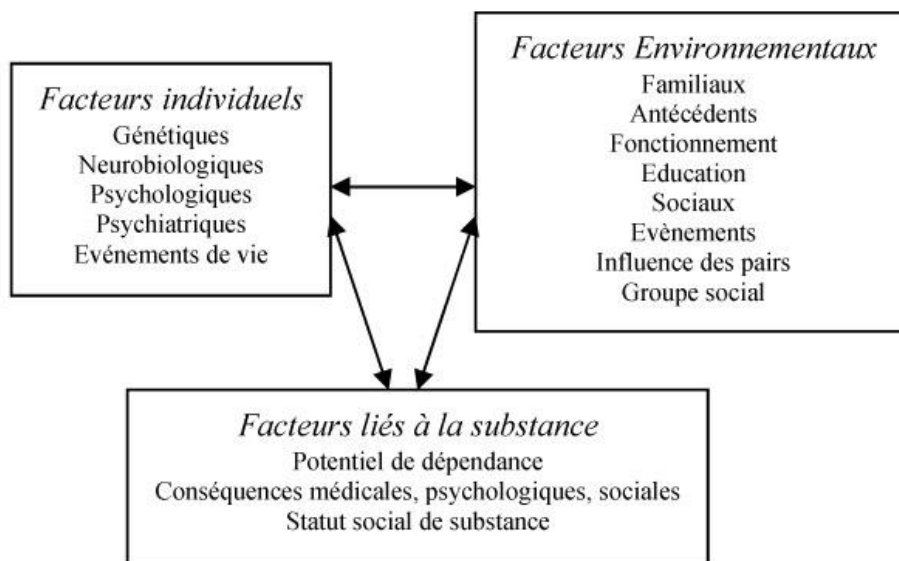 Facteurs individuels
Génétiques
Neurobiologiques
Psychologiques
Psychiatriques
Evénements de vie
Facteurs Environnementaux
Familiaux
Antécédents
Fonctionnement
Education
Sociaux
Evènements
Influence des pairs
Groupe social
Facteurs liés à la substance
Potentiel de dépendance
Conséquences médicales, psychologiques, sociales
Statut social de substance